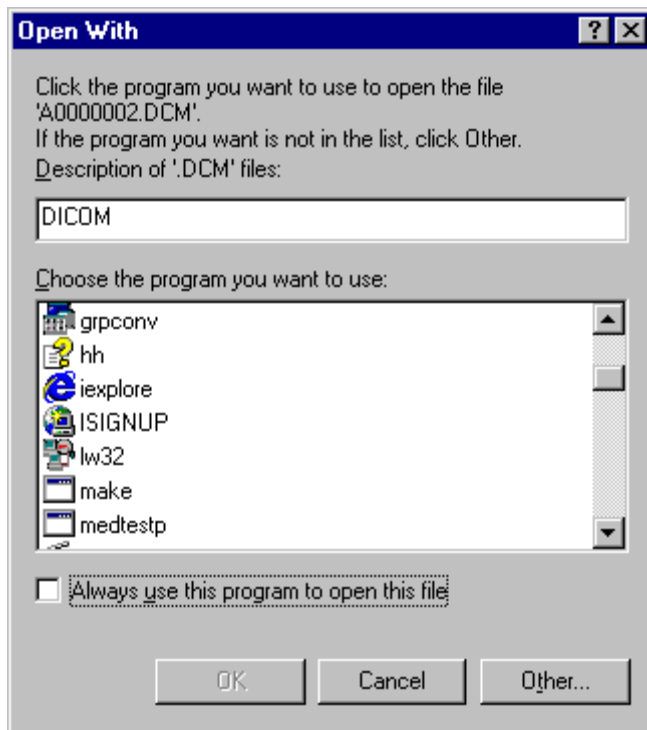 Open With
Click the program you want to use to open the file
'A0000002.DCM'.
If the program you want is not in the list, click Other.
Description of '.DCM' files:
DICOM
Choose the program you want to use:
grpconv
hh
iexplore
ISIGNUP
lw32
make
medtestp
Always use this program to open this file
OK
Cancel
Other...